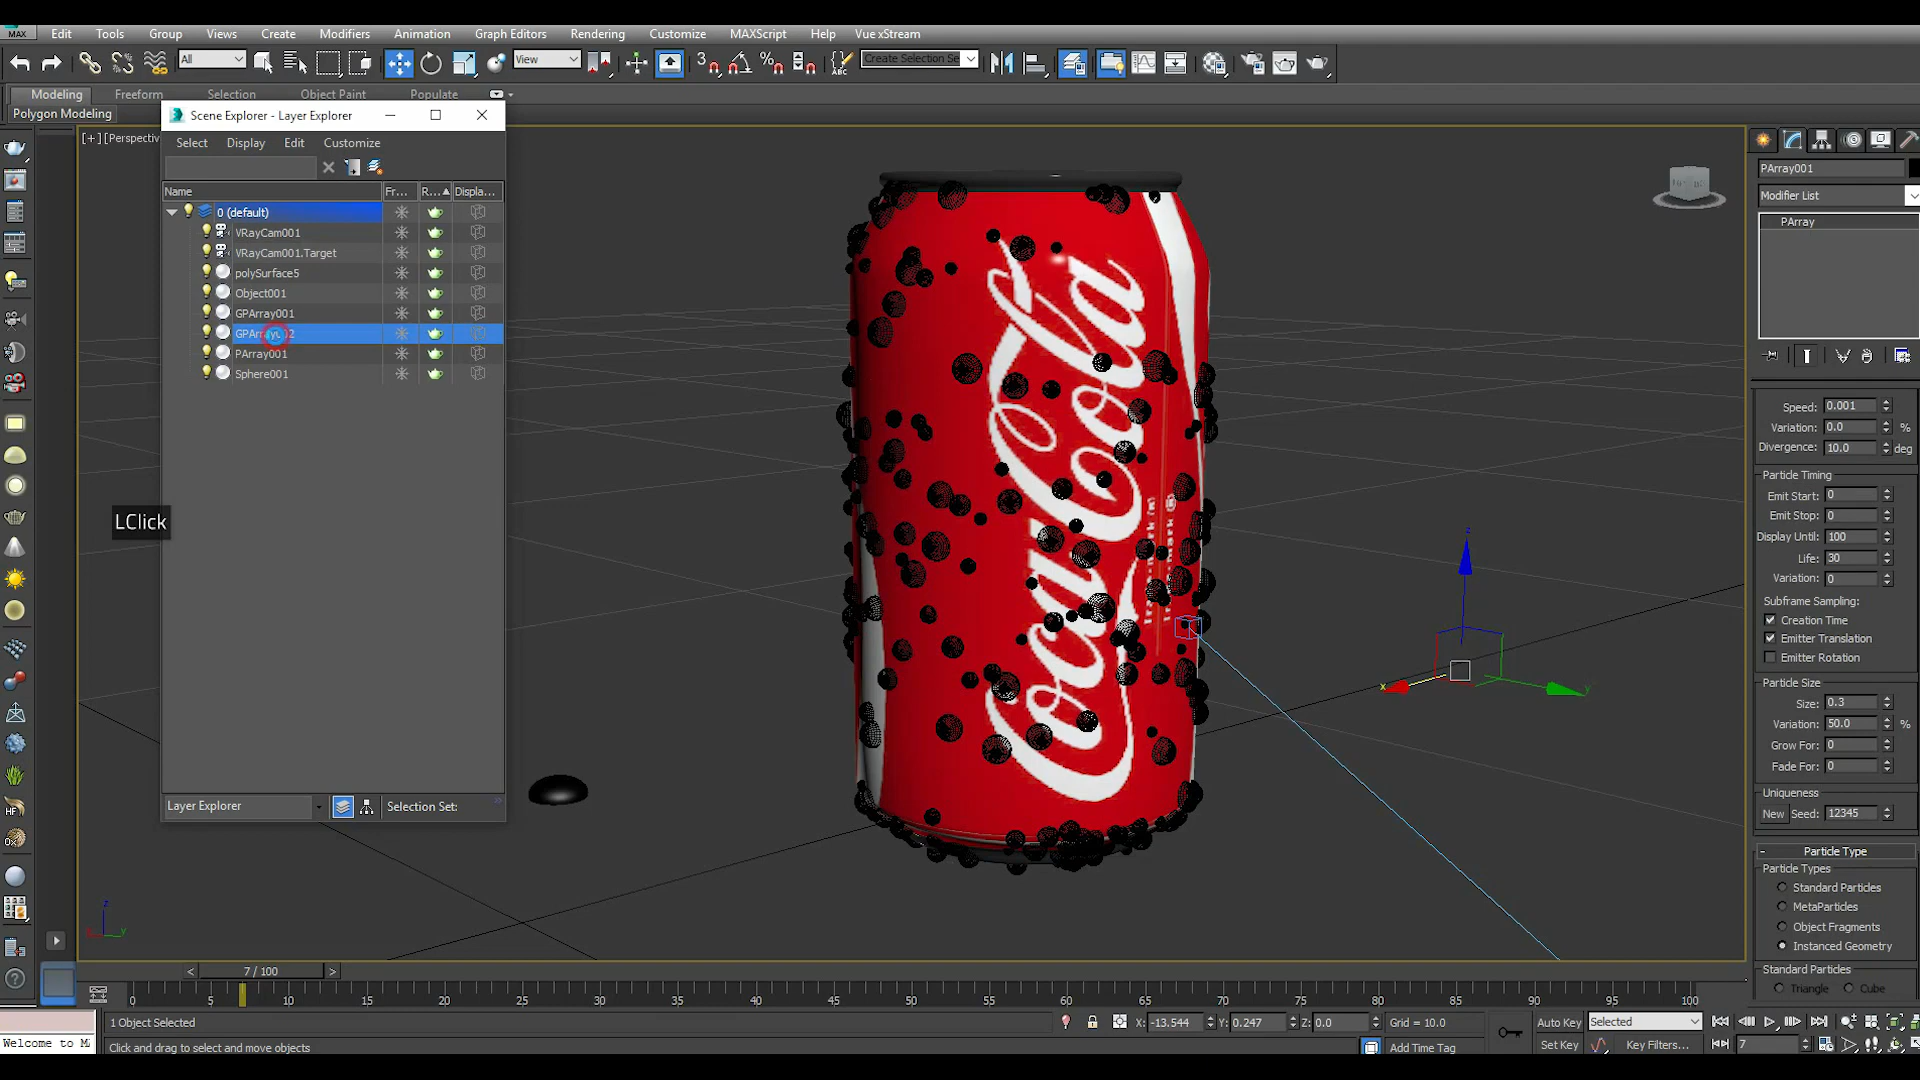 MAX Edit Tools Group Views Create Modifiers Animation Graph Editors Rendering Customize MAXScript Help Vue xStream
All View 3 % ABC Create Selection Se
Modeling Freeform Selection Object Paint Populate
Polygon Modeling
[+] [Perspectiv
Scene Explorer - Layer Explorer
Select Display Edit Customize
Name Fr... R... Displa...
0 (default)
VRayCam001
VRayCam001.Target
polySurface5
Object001
GPArray001
PArray001
Sphere001
Layer Explorer Selection Set:
LClick
Coca-Cola
PArray001
Modifier List
PArray
Speed: 0.001
Variation: 0.0 %
Divergence: 10.0 deg
Particle Timing
Emit Start: 0
Emit Stop: 0
Display Until: 100
Life: 30
Variation: 0
Subframe Sampling:
Creation Time
Emitter Translation
Emitter Rotation
Particle Size
Size: 0.3
Variation: 50.0 %
Grow For: 0
Fade For: 0
Uniqueness
New Seed: 12345
- Particle Type
Particle Types
Standard Particles
MetaParticles
Object Fragments
Instanced Geometry
Standard Particles
Triangle Cube
HF
z
x
y
z
y
< 7 / 100 >
0 5 10 15 20 25 30 35 40 45 50 55 60 65 70 75 80 85 90 95 100
1 Object Selected X: -13.544 Y: 0.247 Z: 0.0 Grid = 10.0 Auto Key Selected
Welcome to M Click and drag to select and move objects Add Time Tag Set Key Key Filters... 7